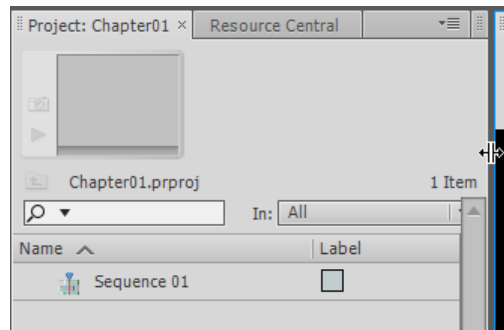 Project: Chapter01 × Resource Central
Chapter01.prproj 1 Item
In: All
Name Label
Sequence 01